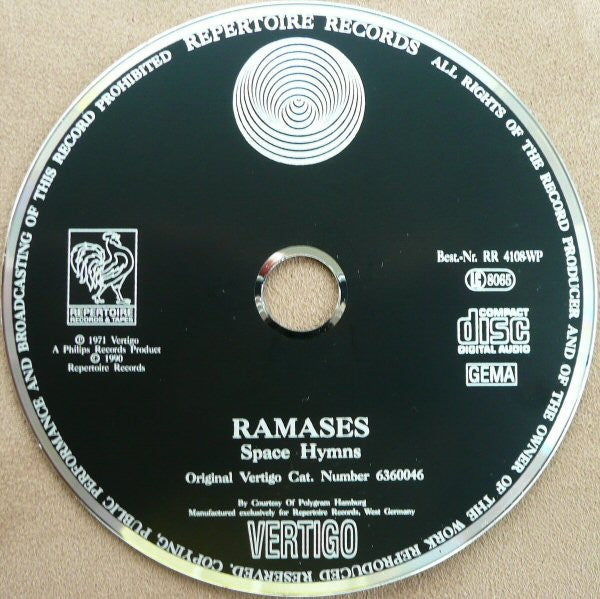 REPERTOIRE RECORDS
ALL RIGHTS OF THE RECORD PRODUCER AND OF THE OWNER OF THE WORK REPRODUCED RESERVED. COPYING, PUBLIC PERFORMANCE AND BROADCASTING OF THIS RECORD PROHIBITED
REPERTOIRE
RECORDS & TAPES
℗ 1971 Vertigo
A Philips Records Product
© 1990
Repertoire Records
Best.-Nr. RR 4108-WP
LC 8065
COMPACT
disc
DIGITAL AUDIO
GEMA
RAMASES
Space Hymns
Original Vertigo Cat. Number 6360046
By Courtesy Of Polygram Hamburg
Manufactured exclusively for Repertoire Records, West Germany
VERTIGO